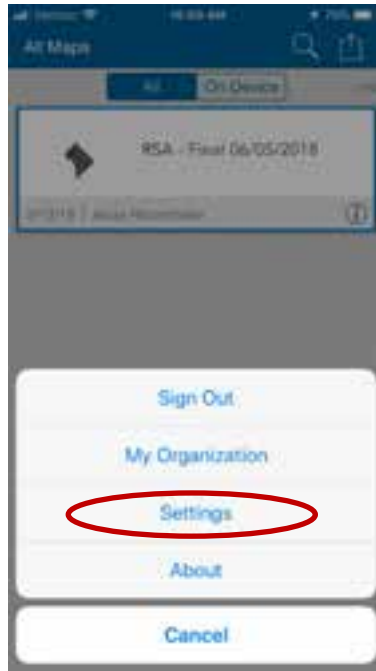 All Maps
All
On Device
RSA - Final 06/05/2018
Sign Out
My Organization
Settings
About
Cancel